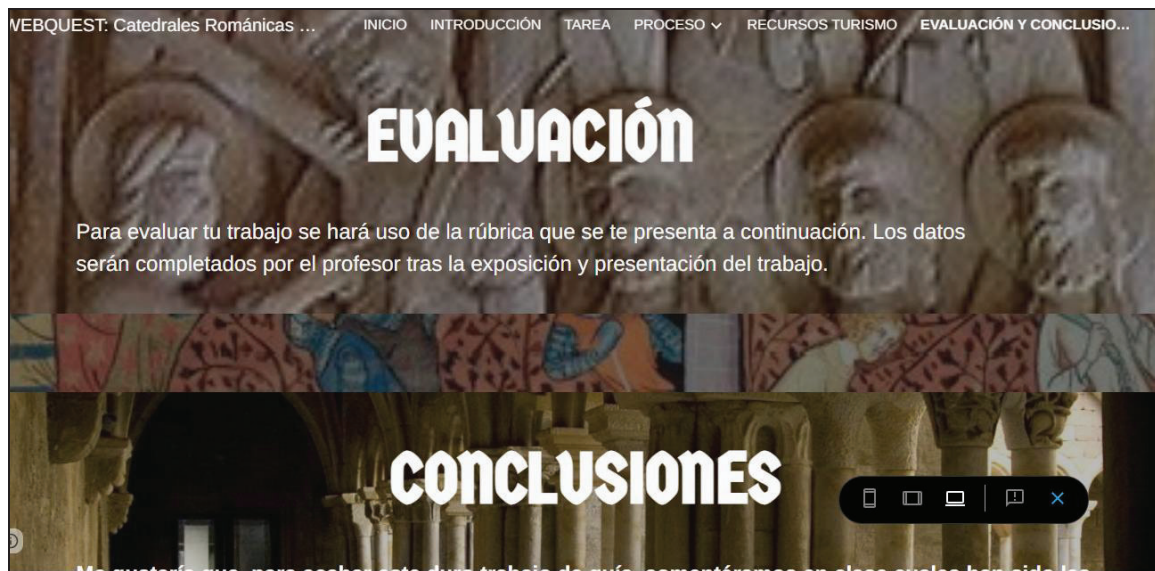 WEBQUEST: Catedrales Románicas ... INICIO INTRODUCCIÓN TAREA PROCESO RECURSOS TURISMO EVALUACIÓN Y CONCLUSIO...
EVALUACIÓN
Para evaluar tu trabajo se hará uso de la rúbrica que se te presenta a continuación. Los datos
serán completados por el profesor tras la exposición y presentación del trabajo.
CONCLUSIONES